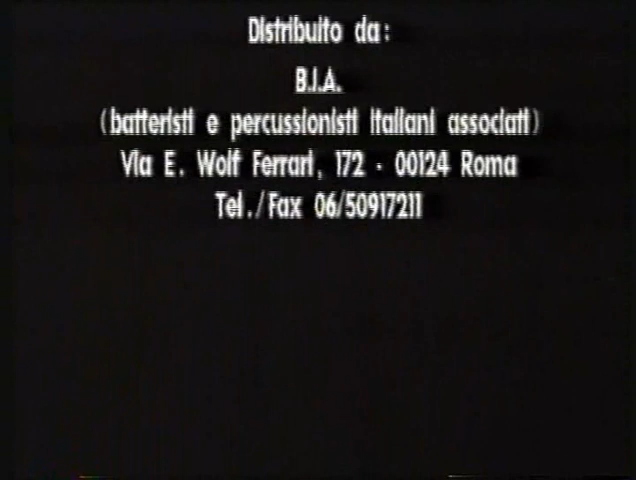 Distribuito da:
B.I.A.
(batteristi e percussionisti italiani associati)
Via E. Wolf Ferrari, 172 - 00124 Roma
Tel./Fax 06/50917211